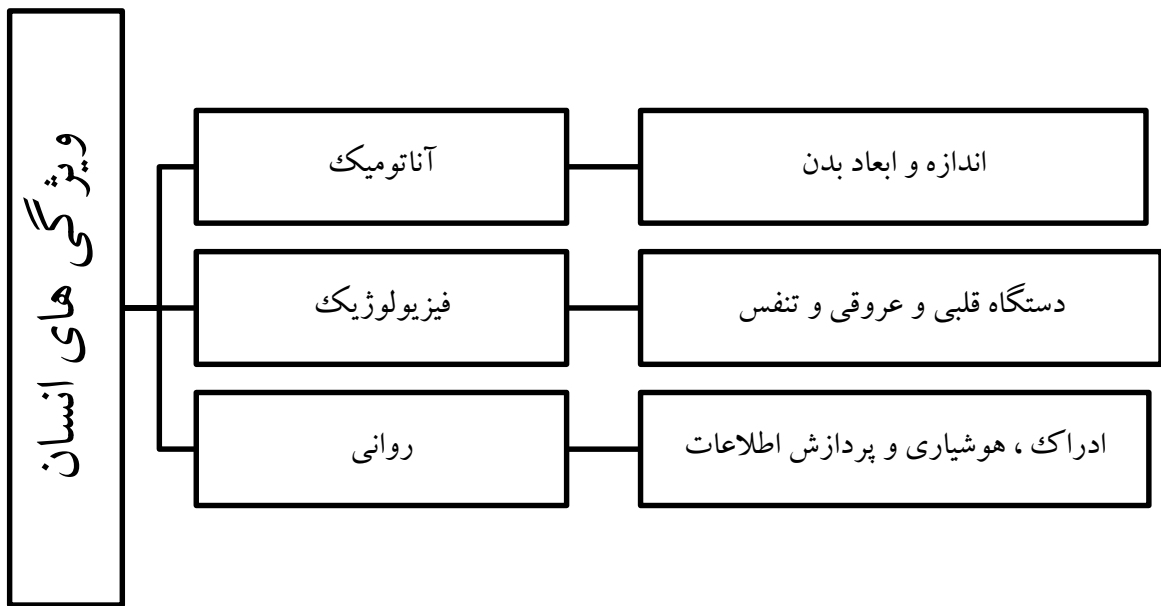 ویژگی های انسان
آناتومیک
اندازه و ابعاد بدن
فیزیولوژیک
دستگاه قلبی و عروقی و تنفس
روانی
ادراک ، هوشیاری و پردازش اطلاعات